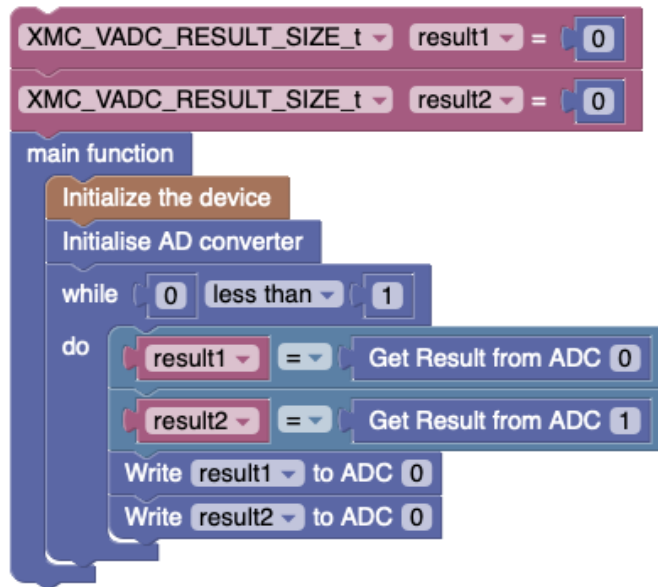 XMC_VADC_RESULT_SIZE_t result1 = 0
XMC_VADC_RESULT_SIZE_t result2 = 0
main function
Initialize the device
Initialise AD converter
while 0 less than 1
do result1 = Get Result from ADC 0
result2 = Get Result from ADC 1
Write result1 to ADC 0
Write result2 to ADC 0